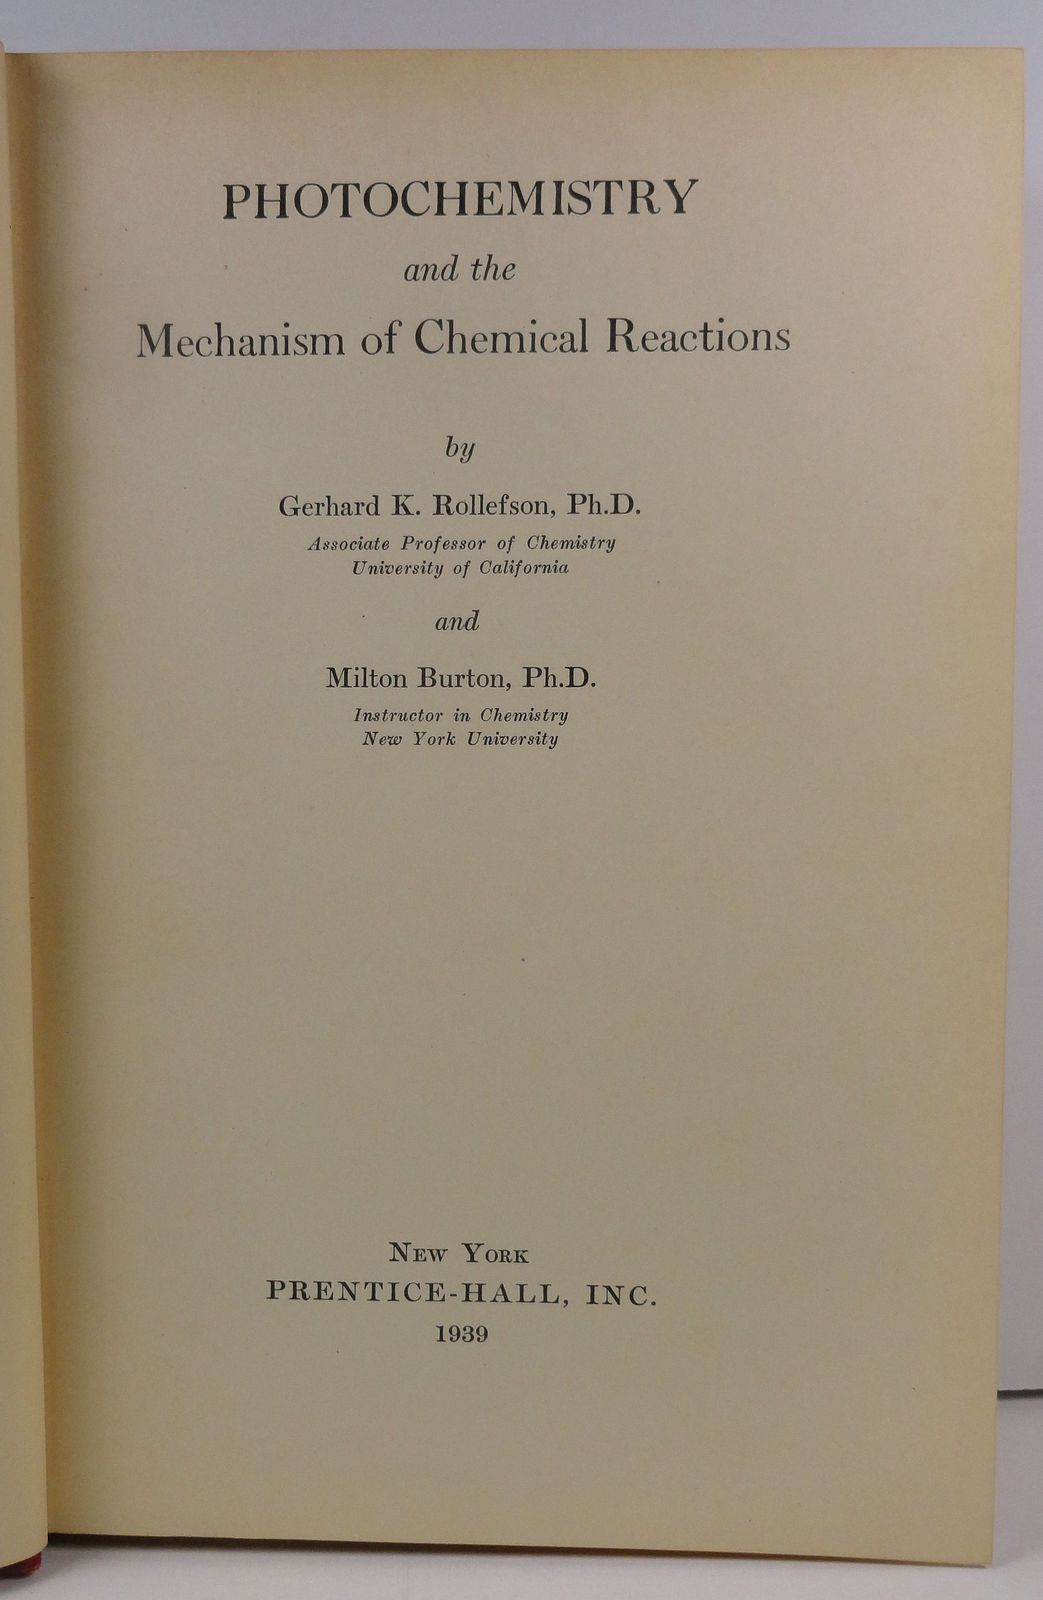 PHOTOCHEMISTRY
and the
Mechanism of Chemical Reactions
by
Gerhard K. Rollefson, Ph.D.
Associate Professor of Chemistry
University of California
and
Milton Burton, Ph.D.
Instructor in Chemistry
New York University
New York
PRENTICE-HALL, INC.
1939